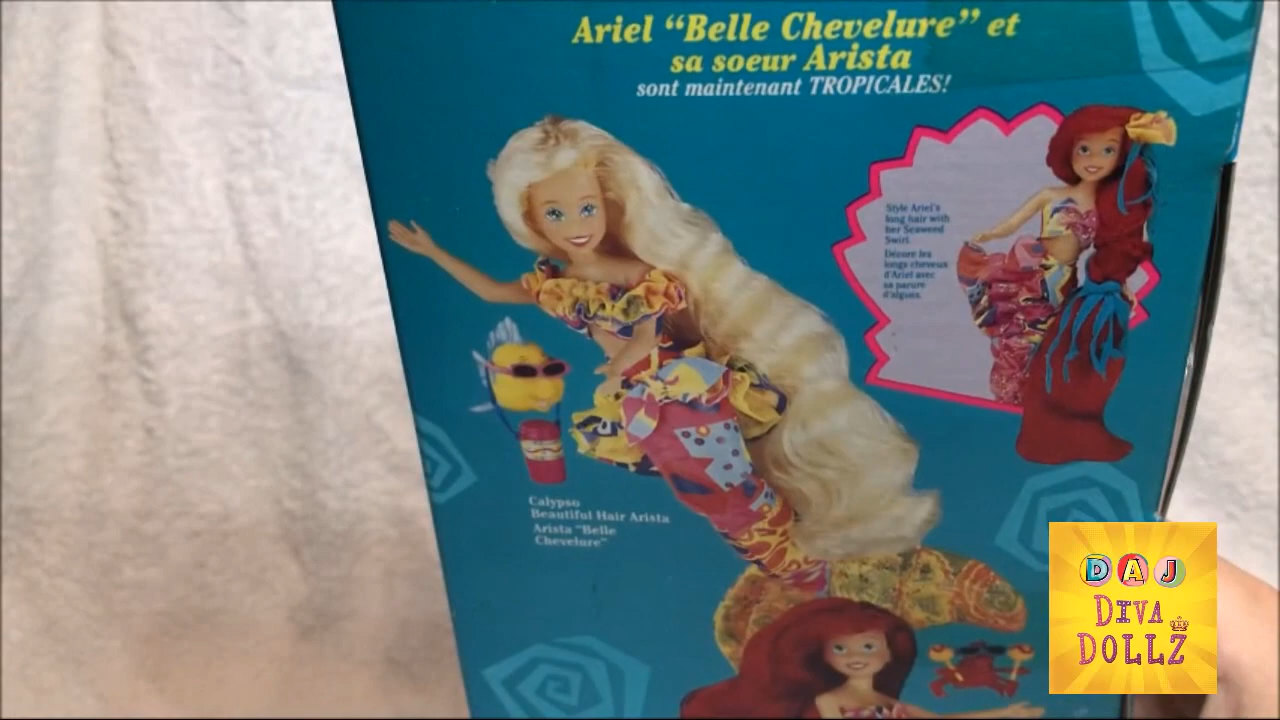 Ariel “Belle Chevelure” et
sa soeur Arista
sont maintenant TROPICALES!
Style Ariel's
long hair with
her Seaweed
Swirl.
Décore les
longs cheveux
d'Ariel avec
sa parure
d'algues.
Calypso
Beautiful Hair Arista
Arista “Belle
Chevelure”
DAJ
DIVA
DOLLZ